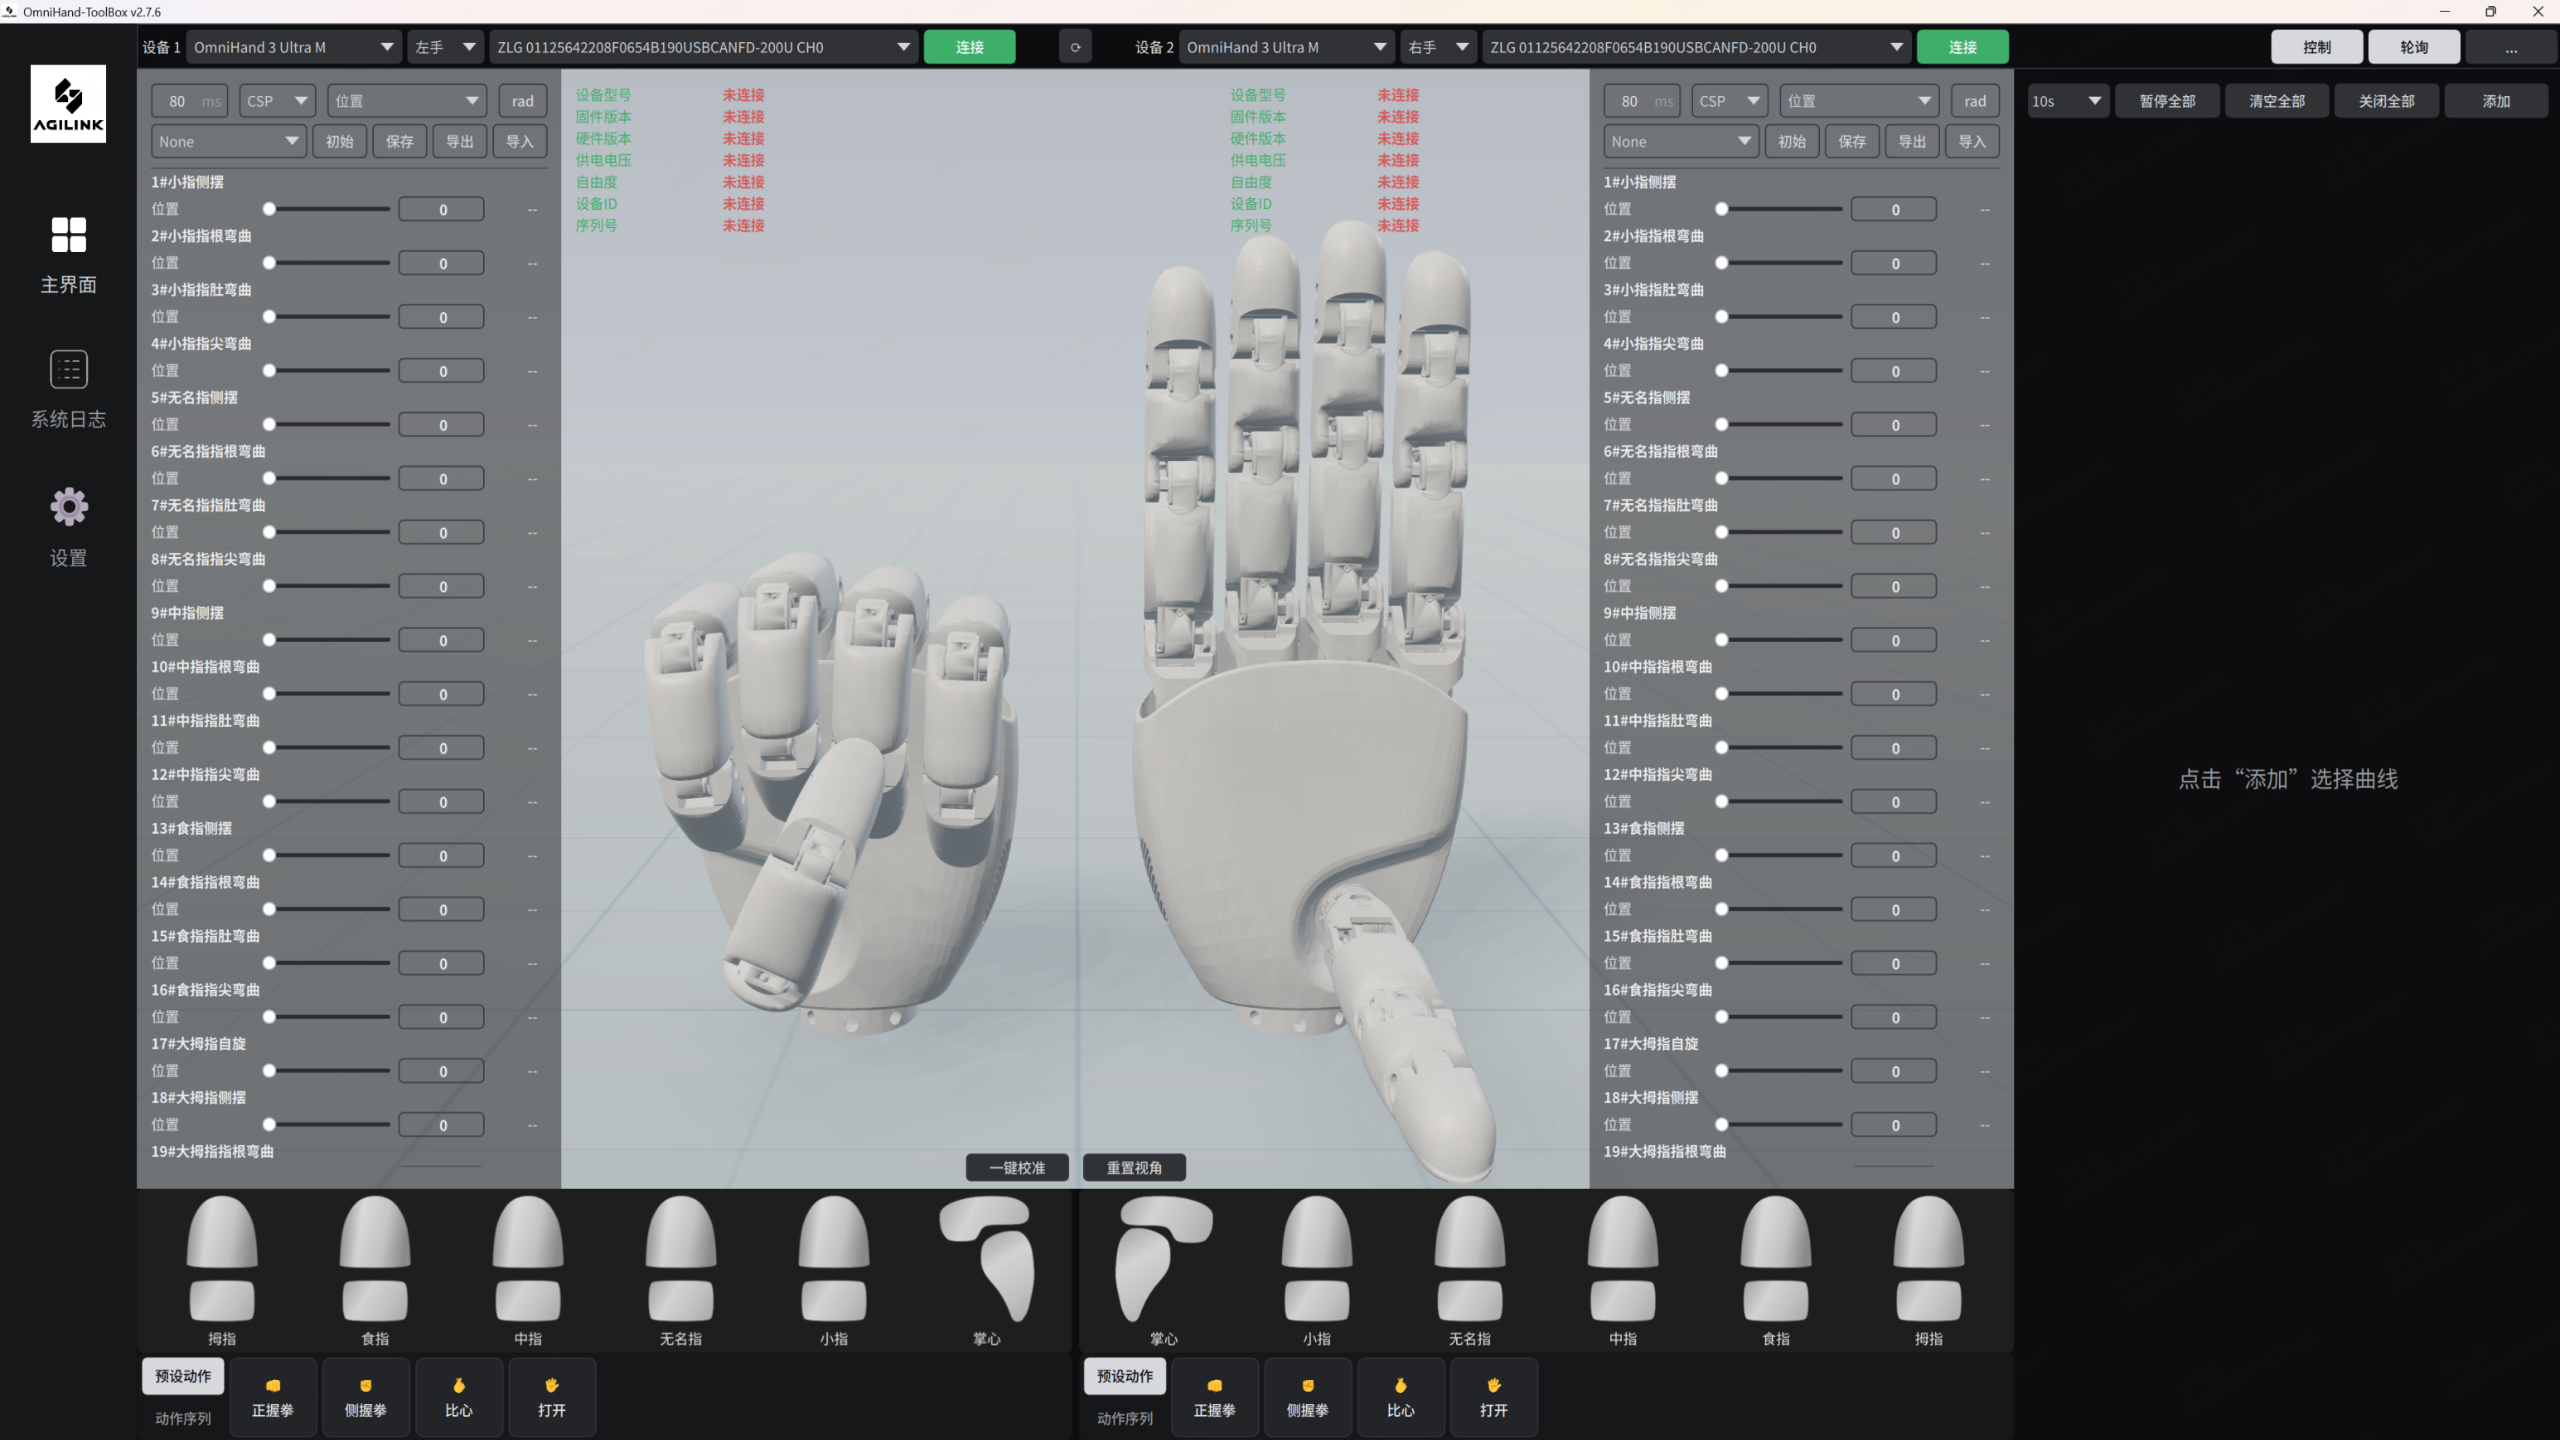 OmniHand-ToolBox v2.7.6
设备 1 OmniHand 3 Ultra M 左手 ZLG 01125642208F0654B190USBCANFD-200U CH0 连接 设备 2 OmniHand 3 Ultra M 右手 ZLG 01125642208F0654B190USBCANFD-200U CH0 连接 控制 轮询 ...
AGILINK
主界面
系统日志
设置
80 ms CSP 位置 rad
None 初始 保存 导出 导入
1#小指侧摆
位置 0 --
2#小指指根弯曲
位置 0 --
3#小指指肚弯曲
位置 0 --
4#小指指尖弯曲
位置 0 --
5#无名指侧摆
位置 0 --
6#无名指指根弯曲
位置 0 --
7#无名指指肚弯曲
位置 0 --
8#无名指指尖弯曲
位置 0 --
9#中指侧摆
位置 0 --
10#中指指根弯曲
位置 0 --
11#中指指肚弯曲
位置 0 --
12#中指指尖弯曲
位置 0 --
13#食指侧摆
位置 0 --
14#食指指根弯曲
位置 0 --
15#食指指肚弯曲
位置 0 --
16#食指指尖弯曲
位置 0 --
17#大拇指自旋
位置 0 --
18#大拇指侧摆
位置 0 --
19#大拇指指根弯曲
设备型号 未连接
固件版本 未连接
硬件版本 未连接
供电电压 未连接
自由度 未连接
设备ID 未连接
序列号 未连接
设备型号 未连接
固件版本 未连接
硬件版本 未连接
供电电压 未连接
自由度 未连接
设备ID 未连接
序列号 未连接
一键校准 重置视角
80 ms CSP 位置 rad
None 初始 保存 导出 导入
1#小指侧摆
位置 0 --
2#小指指根弯曲
位置 0 --
3#小指指肚弯曲
位置 0 --
4#小指指尖弯曲
位置 0 --
5#无名指侧摆
位置 0 --
6#无名指指根弯曲
位置 0 --
7#无名指指肚弯曲
位置 0 --
8#无名指指尖弯曲
位置 0 --
9#中指侧摆
位置 0 --
10#中指指根弯曲
位置 0 --
11#中指指肚弯曲
位置 0 --
12#中指指尖弯曲
位置 0 --
13#食指侧摆
位置 0 --
14#食指指根弯曲
位置 0 --
15#食指指肚弯曲
位置 0 --
16#食指指尖弯曲
位置 0 --
17#大拇指自旋
位置 0 --
18#大拇指侧摆
位置 0 --
19#大拇指指根弯曲
10s 暂停全部 清空全部 关闭全部 添加
点击“添加”选择曲线
拇指 食指 中指 无名指 小指 掌心
掌心 小指 无名指 中指 食指 拇指
预设动作
动作序列
正握拳 侧握拳 比心 打开
预设动作
动作序列
正握拳 侧握拳 比心 打开